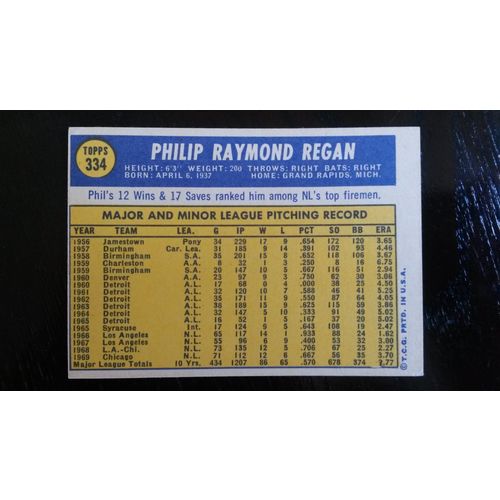 TOPPS
334
PHILIP RAYMOND REGAN
HEIGHT: 6'3" WEIGHT: 200 THROWS: RIGHT BATS: RIGHT
BORN: APRIL 6, 1937 HOME: GRAND RAPIDS, MICH.
Phil's 12 Wins & 17 Saves ranked him among NL's top firemen.
MAJOR AND MINOR LEAGUE PITCHING RECORD
YEAR TEAM LEA. G IP W L PCT SO BB ERA
1956 Jamestown Pony 34 229 17 9 .654 172 120 3.65
1957 Durham Car. Lea. 31 185 9 14 .391 143 93 4.46
1958 Birmingham S.A. 35 201 15 8 .652 118 106 3.67
1959 Charleston A.A. 8 32 1 3 .250 8 16 6.75
1959 Birmingham S.A. 20 147 10 5 .667 116 51 2.94
1960 Denver A.A. 9 50 3 1 .750 62 30 3.06
1960 Detroit A.L. 17 68 0 4 .000 38 25 4.50
1961 Detroit A.L. 32 120 10 7 .588 46 41 5.25
1962 Detroit A.L. 35 171 11 9 .550 87 64 4.05
1963 Detroit A.L. 38 189 15 9 .625 115 59 3.86
1964 Detroit A.L. 32 147 5 10 .333 91 49 5.02
1965 Detroit A.L. 16 52 1 5 .167 37 20 5.02
1965 Syracuse Int. 17 124 9 5 .643 108 19 2.47
1966 Los Angeles N.L. 65 117 14 1 .933 88 24 1.62
1967 Los Angeles N.L. 55 96 6 9 .400 53 32 3.00
1968 L.A.-Chi. N.L. 73 135 12 5 .706 67 25 2.27
1969 Chicago N.L. 71 112 12 6 .667 56 35 3.70
Major League Totals 10 Yrs. 434 1207 86 65 .570 678 374 3.77
© T.C.G. PRTD. IN U.S.A.